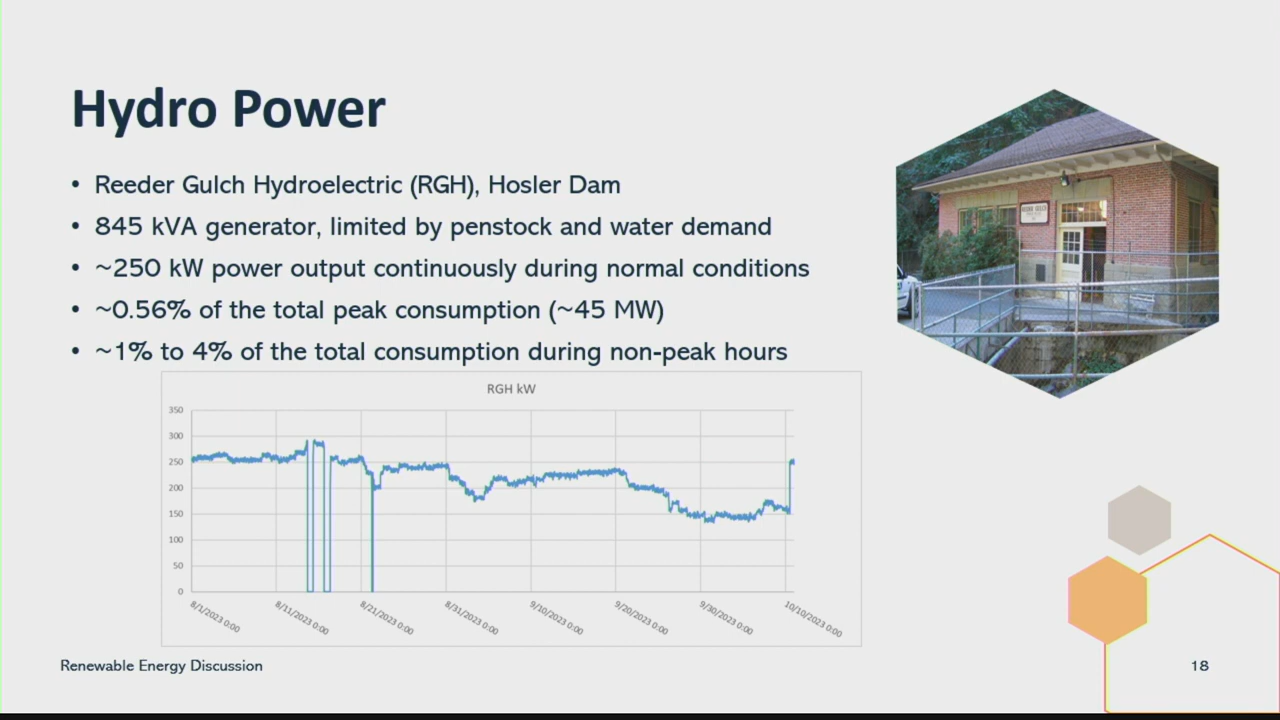 Hydro Power
• Reeder Gulch Hydroelectric (RGH), Hosler Dam
• 845 kVA generator, limited by penstock and water demand
• ~250 kW power output continuously during normal conditions
• ~0.56% of the total peak consumption (~45 MW)
• ~1% to 4% of the total consumption during non-peak hours
RGH kW
350
300
250
200
150
100
50
0
8/1/2023 0:00
8/11/2023 0:00
8/21/2023 0:00
8/31/2023 0:00
9/10/2023 0:00
9/20/2023 0:00
9/30/2023 0:00
10/10/2023 0:00
Renewable Energy Discussion
18